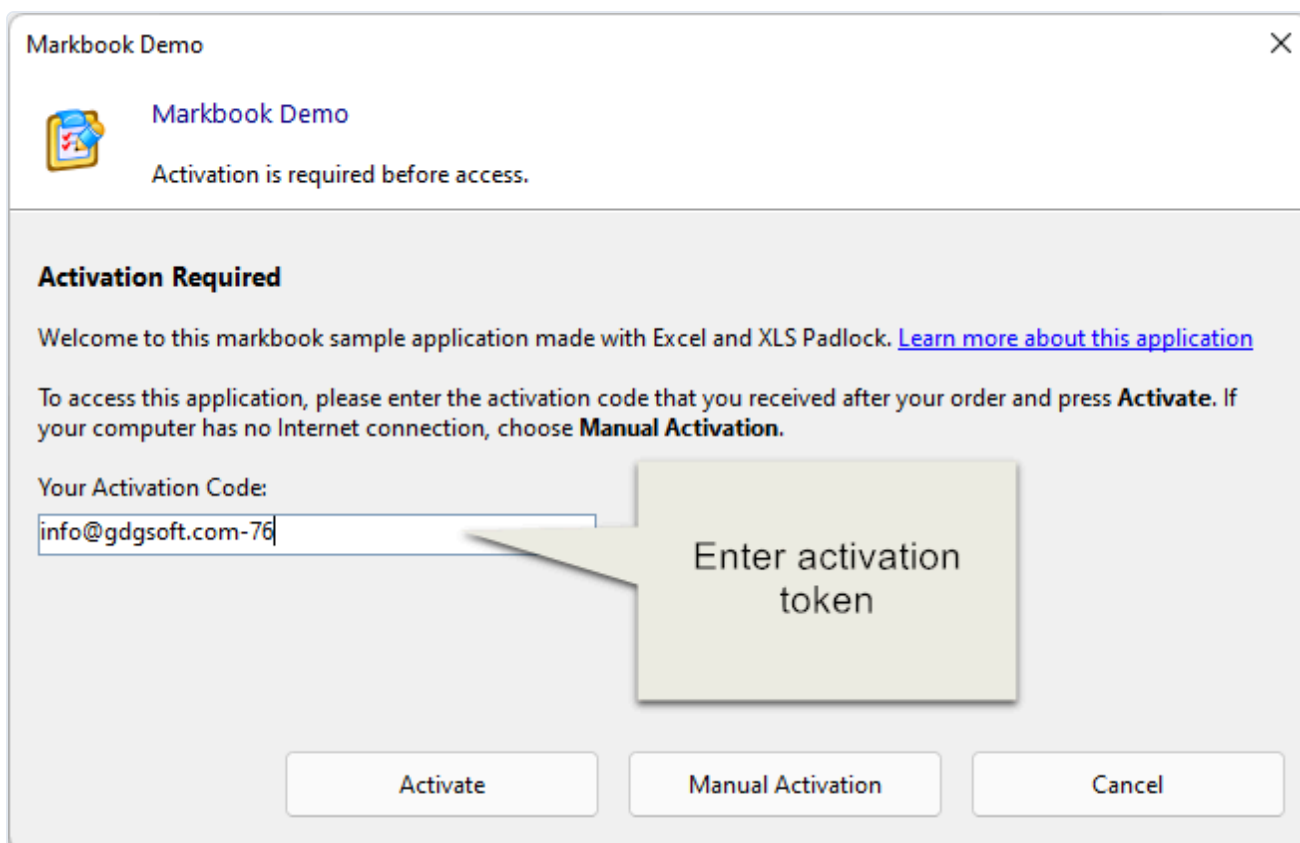 Markbook Demo
Markbook Demo
Activation is required before access.
Activation Required
Welcome to this markbook sample application made with Excel and XLS Padlock. Learn more about this application
To access this application, please enter the activation code that you received after your order and press Activate. If
your computer has no Internet connection, choose Manual Activation.
Your Activation Code:
info@gdgsoft.com-76
Enter activation
token
Activate
Manual Activation
Cancel